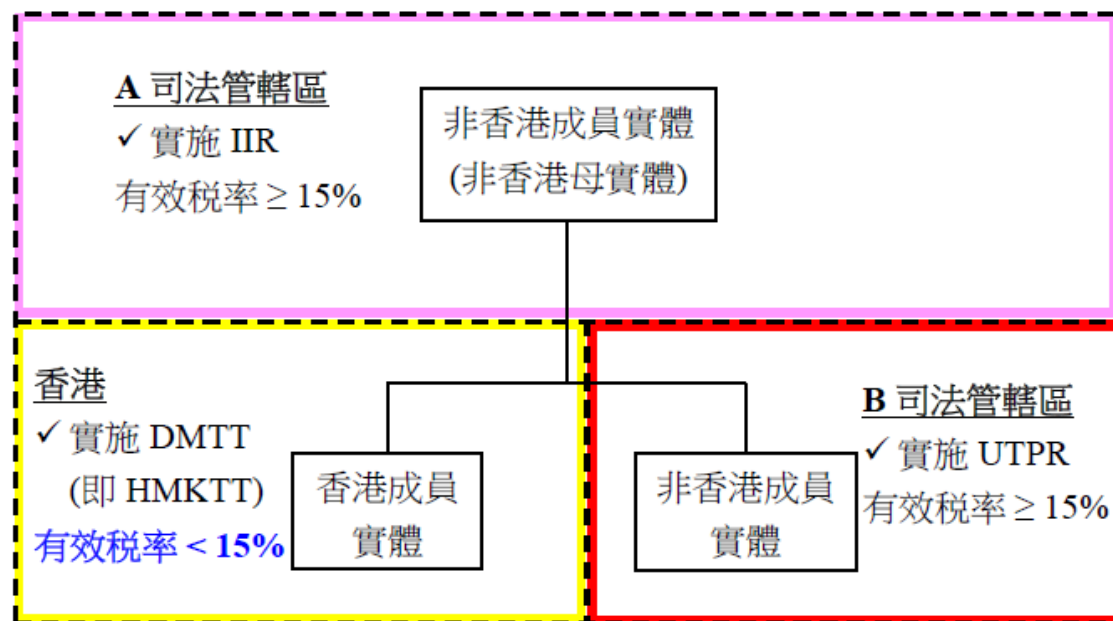 A 司法管轄區
✓ 實施 IIR
有效税率 ≥ 15%
非香港成員實體
(非香港母實體)
香港
✓ 實施 DMTT
(即 HMKTT)
有效税率 < 15%
香港成員
實體
非香港成員
實體
B 司法管轄區
✓ 實施 UTPR
有效税率 ≥ 15%